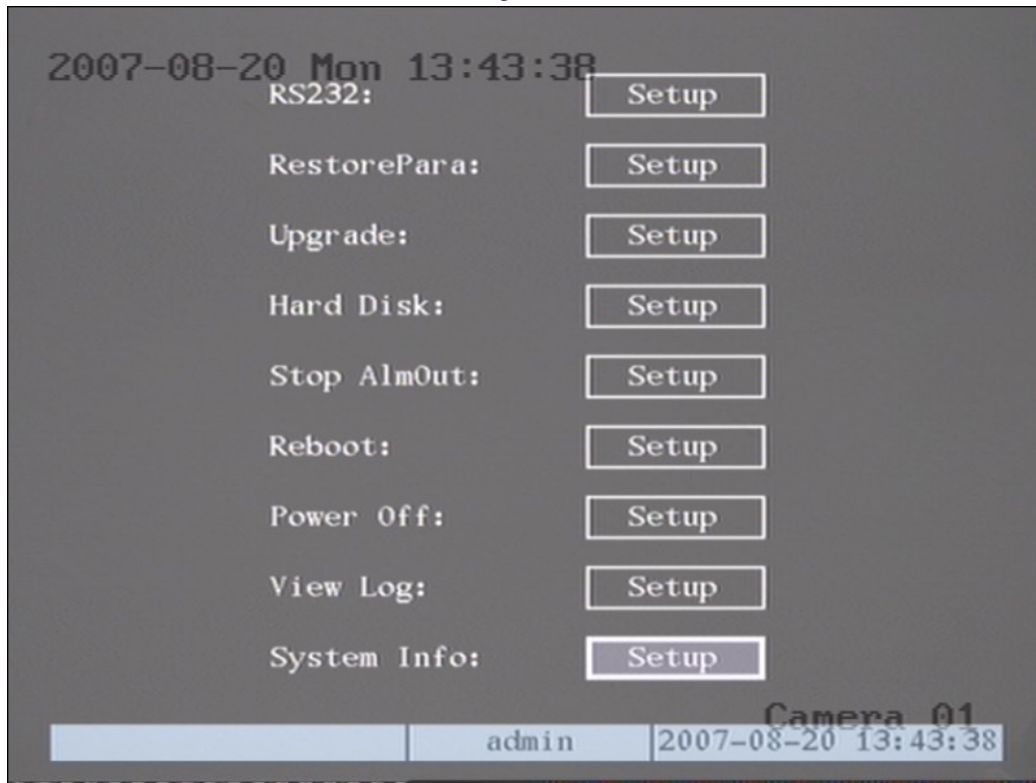 2007-08-20 Mon 13:43:38
RS232: Setup
RestorePara: Setup
Upgrade: Setup
Hard Disk: Setup
Stop AlmOut: Setup
Reboot: Setup
Power Off: Setup
View Log: Setup
System Info: Setup
Camera 01
admin 2007-08-20 13:43:38